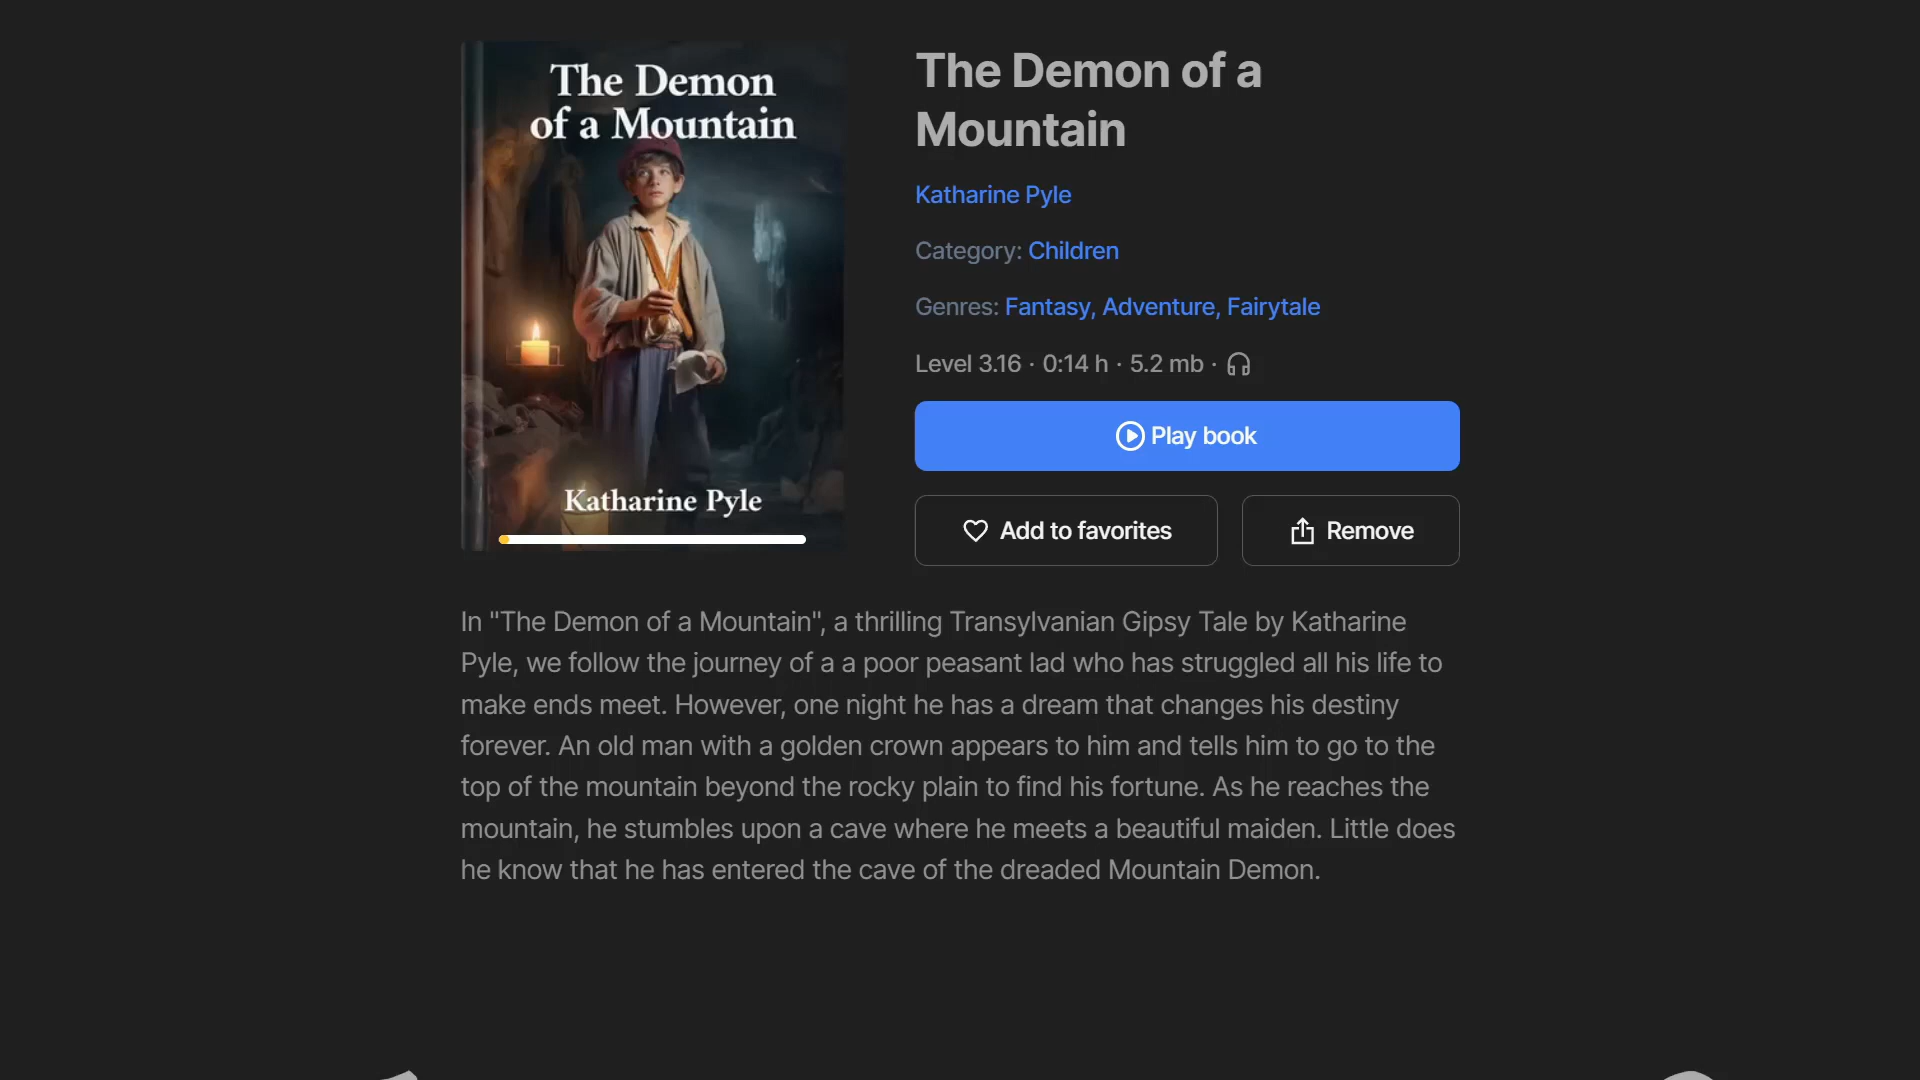 The Demon
of a Mountain
Katharine Pyle
The Demon of a
Mountain
Katharine Pyle
Category: Children
Genres: Fantasy, Adventure, Fairytale
Level 3.16 · 0:14 h · 5.2 mb ·
Play book
Add to favorites
Remove
In "The Demon of a Mountain", a thrilling Transylvanian Gipsy Tale by Katharine
Pyle, we follow the journey of a a poor peasant lad who has struggled all his life to
make ends meet. However, one night he has a dream that changes his destiny
forever. An old man with a golden crown appears to him and tells him to go to the
top of the mountain beyond the rocky plain to find his fortune. As he reaches the
mountain, he stumbles upon a cave where he meets a beautiful maiden. Little does
he know that he has entered the cave of the dreaded Mountain Demon.